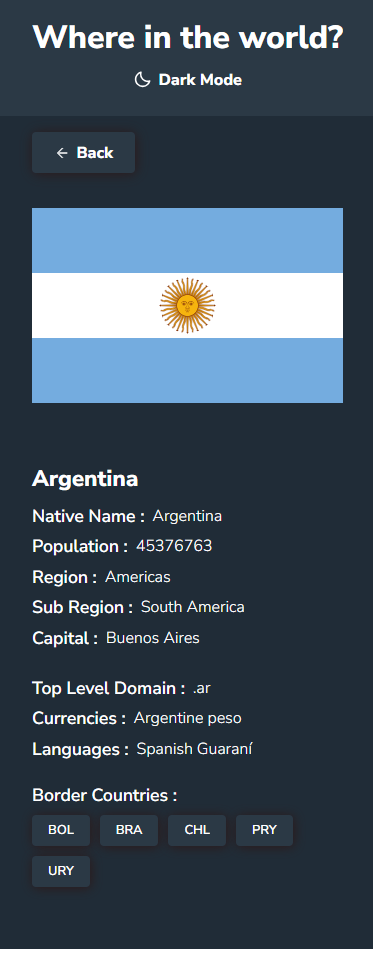 Where in the world?
Dark Mode
Back
Argentina
Native Name : Argentina
Population : 45376763
Region : Americas
Sub Region : South America
Capital : Buenos Aires
Top Level Domain : .ar
Currencies : Argentine peso
Languages : Spanish Guaraní
Border Countries :
BOL BRA CHL PRY
URY